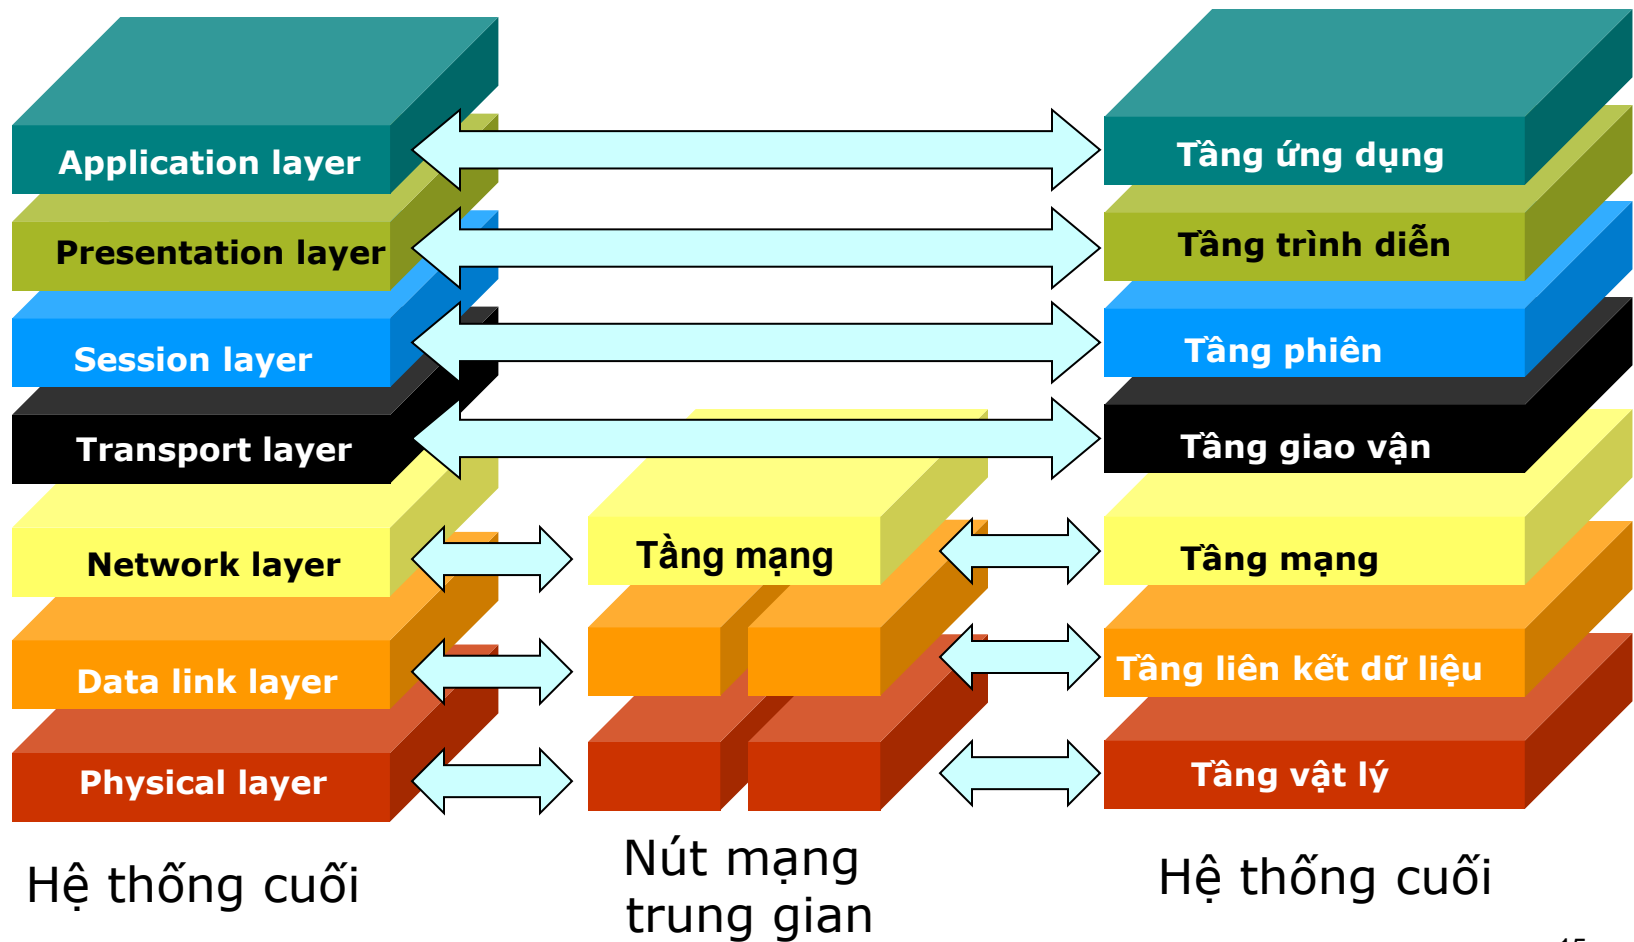 Application layer
Presentation layer
Session layer
Transport layer
Network layer
Data link layer
Physical layer
Hệ thống cuối
Tầng mạng
Nút mạng
trung gian
Tầng ứng dụng
Tầng trình diễn
Tầng phiên
Tầng giao vận
Tầng mạng
Tầng liên kết dữ liệu
Tầng vật lý
Hệ thống cuối